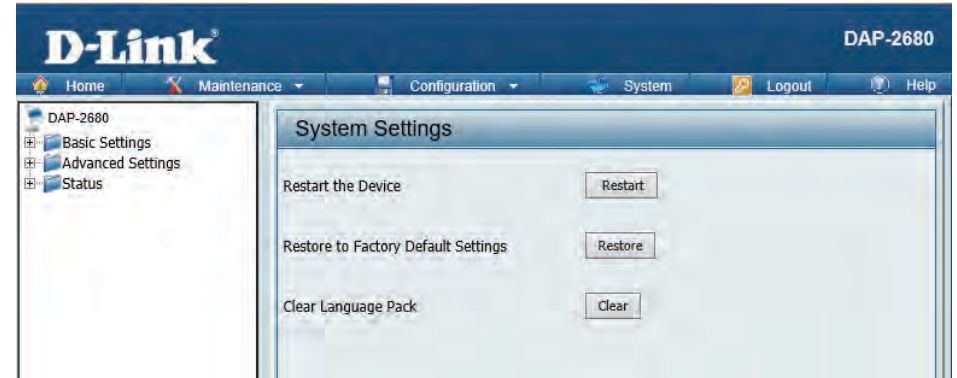 D-Link
DAP-2680
Home Maintenance Configuration System Logout Help
DAP-2680
Basic Settings
Advanced Settings
Status
System Settings
Restart the Device Restart
Restore to Factory Default Settings Restore
Clear Language Pack Clear